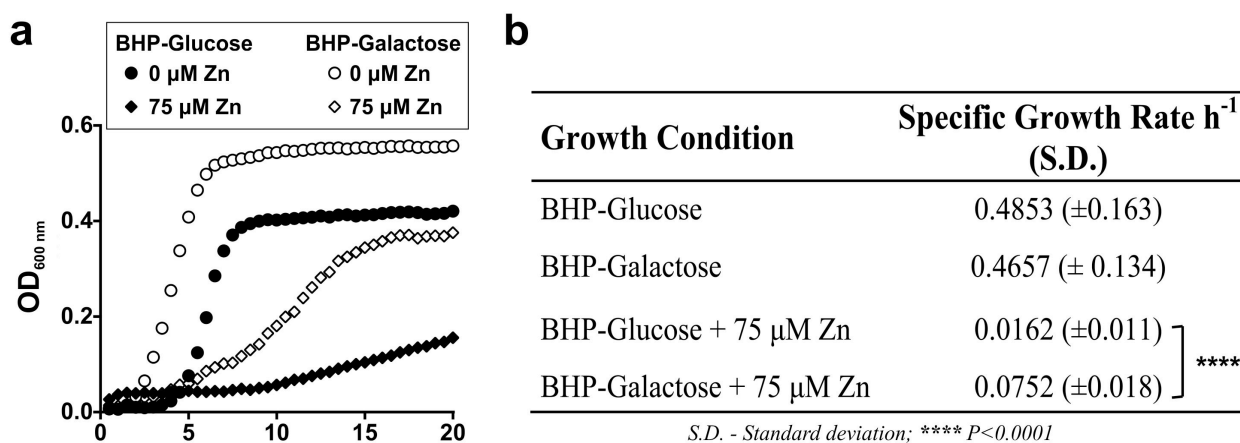 a
BHP-Glucose BHP-Galactose
0 µM Zn 0 µM Zn
75 µM Zn 75 µM Zn
OD600 nm
0.6
0.4
0.2
0.0
0 5 10 15 20
b
Growth Condition Specific Growth Rate h-1
(S.D.)
BHP-Glucose 0.4853 (±0.163)
BHP-Galactose 0.4657 (± 0.134)
BHP-Glucose + 75 µM Zn 0.0162 (±0.011)
BHP-Galactose + 75 µM Zn 0.0752 (±0.018)
****
S.D. - Standard deviation; **** P<0.0001